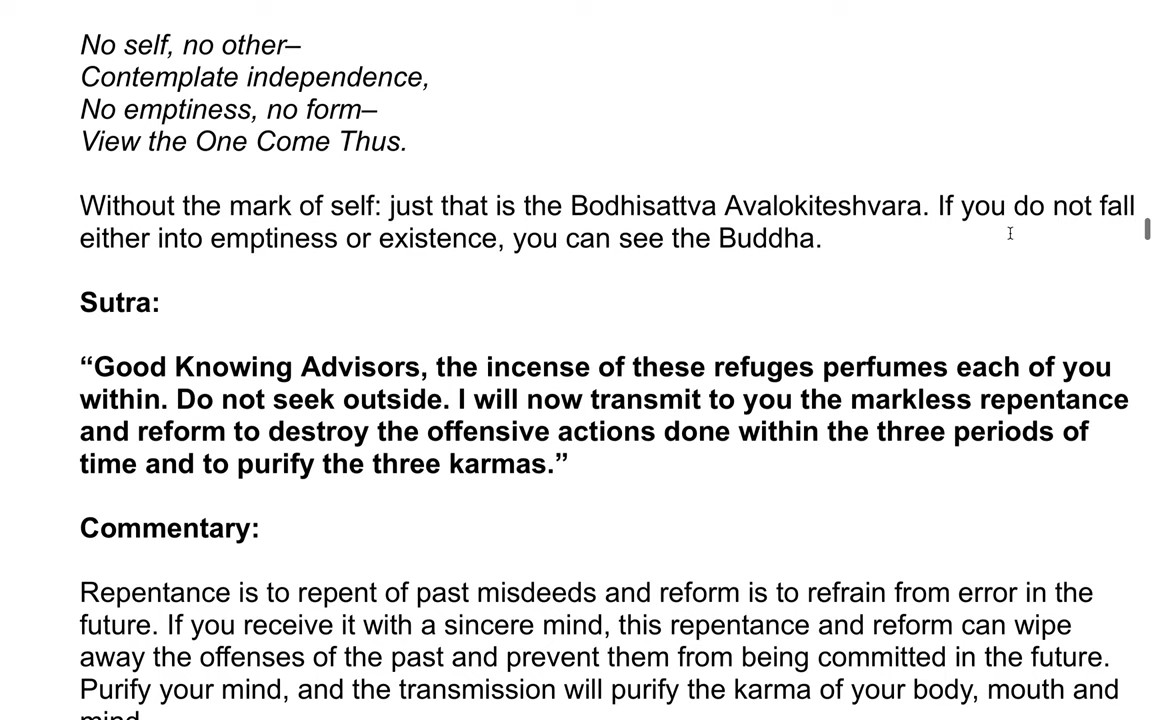 No self, no other–
Contemplate independence,
No emptiness, no form–
View the One Come Thus.
Without the mark of self: just that is the Bodhisattva Avalokiteshvara. If you do not fall
either into emptiness or existence, you can see the Buddha.
Sutra:
“Good Knowing Advisors, the incense of these refuges perfumes each of you
within. Do not seek outside. I will now transmit to you the markless repentance
and reform to destroy the offensive actions done within the three periods of
time and to purify the three karmas.”
Commentary:
Repentance is to repent of past misdeeds and reform is to refrain from error in the
future. If you receive it with a sincere mind, this repentance and reform can wipe
away the offenses of the past and prevent them from being committed in the future.
Purify your mind, and the transmission will purify the karma of your body, mouth and
mind.